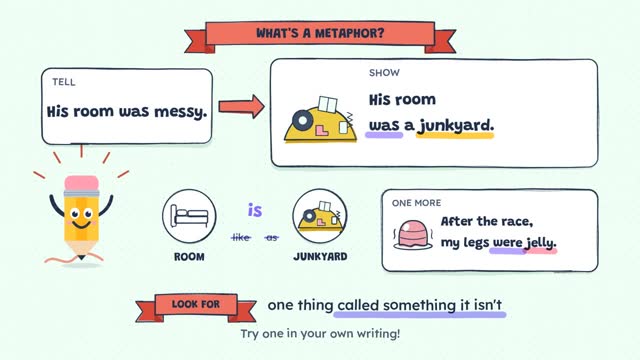 WHAT'S A METAPHOR?
TELL
His room was messy.
SHOW
His room
was a junkyard.
is
like as
ROOM
JUNKYARD
ONE MORE
After the race,
my legs were jelly.
LOOK FOR
one thing called something it isn't
Try one in your own writing!